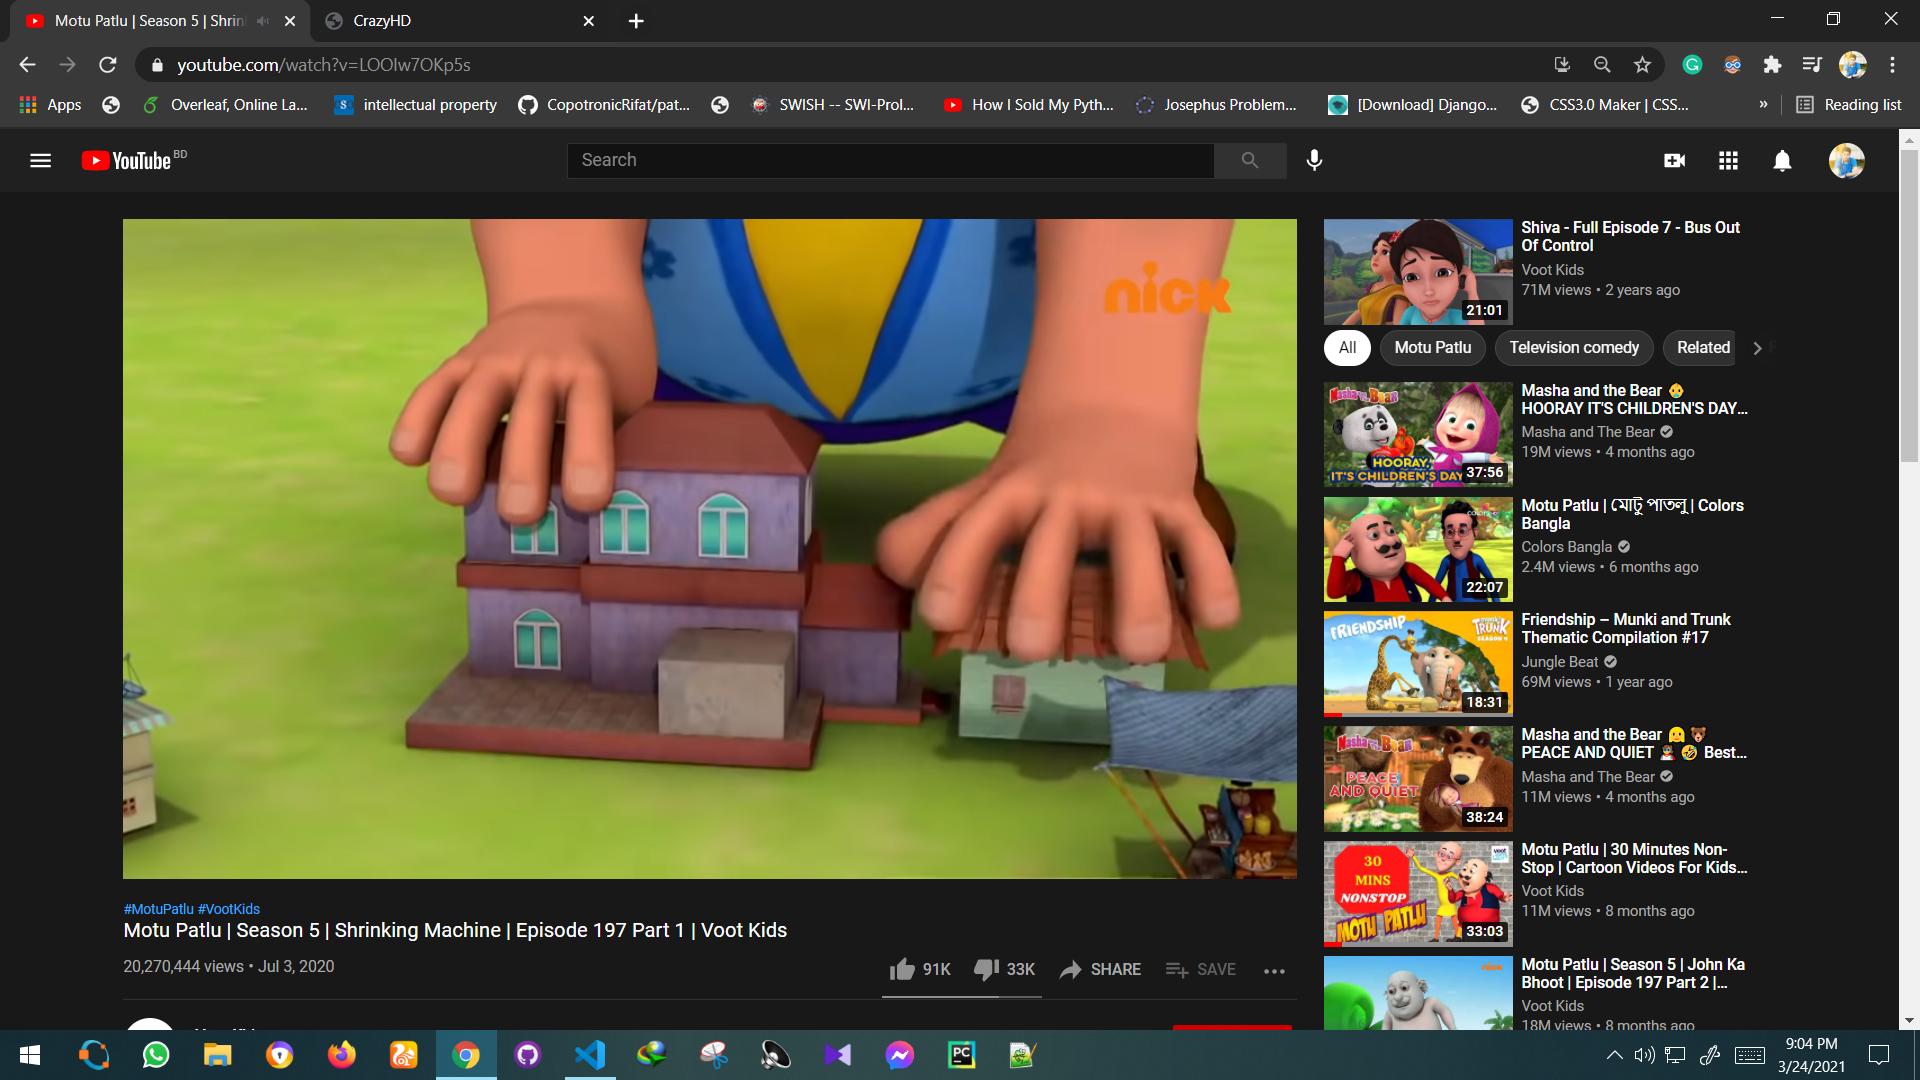 Motu Patlu | Season 5 | Shrin
CrazyHD
youtube.com/watch?v=LOOIw7OKp5s
Apps
Overleaf, Online La...
intellectual property
CopotronicRifat/pat...
SWISH -- SWI-Prol...
How I Sold My Pyth...
Josephus Problem...
[Download] Django...
CSS3.0 Maker | CSS...
»
Reading list
YouTube BD
Search
nick
Shiva - Full Episode 7 - Bus Out
Of Control
Voot Kids
71M views • 2 years ago
21:01
All
Motu Patlu
Television comedy
Related
Masha and the Bear 👶
HOORAY IT'S CHILDREN'S DAY...
Masha and The Bear
19M views • 4 months ago
HOORAY,
IT'S CHILDREN'S DAY
37:56
Motu Patlu | মোটু পাতলু | Colors
Bangla
Colors Bangla
2.4M views • 6 months ago
22:07
Friendship – Munki and Trunk
Thematic Compilation #17
Jungle Beat
69M views • 1 year ago
FRIENDSHIP
TRUNK
18:31
Masha and the Bear 👱‍♀️ 🐻
PEACE AND QUIET 🤣 Best...
Masha and The Bear
11M views • 4 months ago
PEACE
AND QUIET
38:24
Motu Patlu | 30 Minutes Non-
Stop | Cartoon Videos For Kids...
Voot Kids
11M views • 8 months ago
30
MINS
NONSTOP
MOTU PATLU
33:03
Motu Patlu | Season 5 | John Ka
Bhoot | Episode 197 Part 2 |...
Voot Kids
18M views • 8 months ago
nick
#MotuPatlu #VootKids
Motu Patlu | Season 5 | Shrinking Machine | Episode 197 Part 1 | Voot Kids
20,270,444 views • Jul 3, 2020
91K
33K
SHARE
SAVE
PC
9:04 PM
3/24/2021